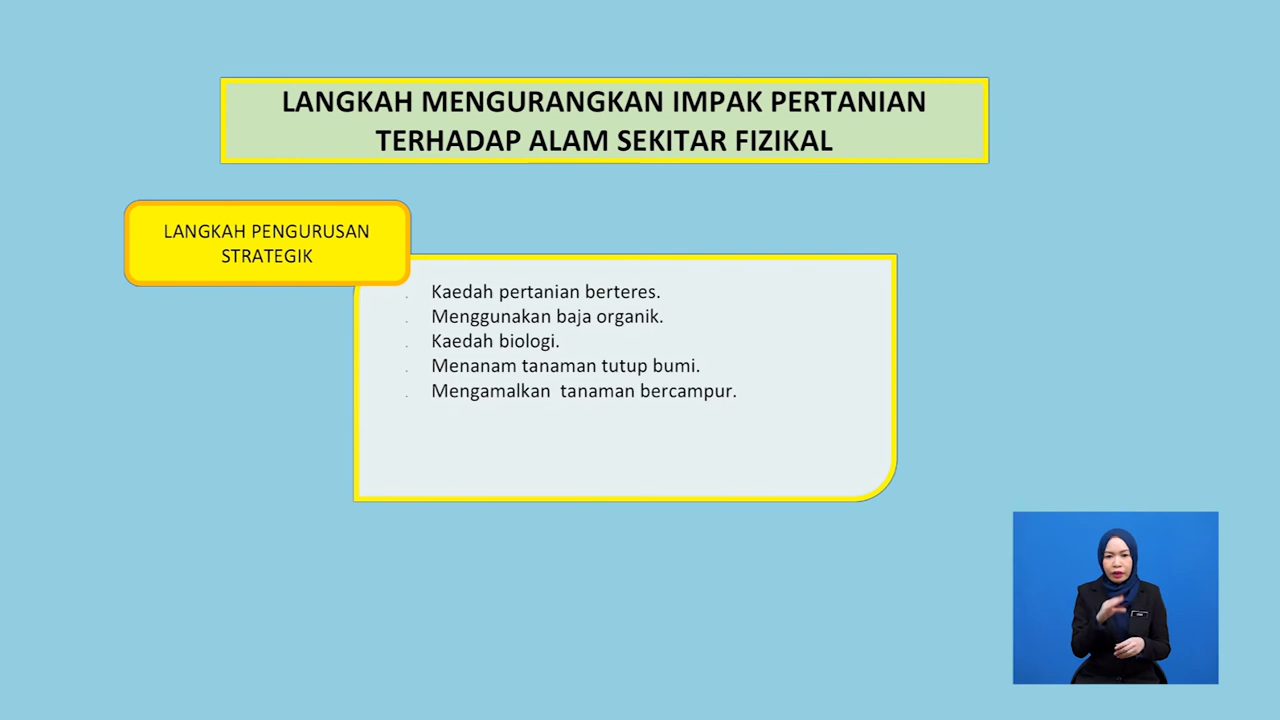 LANGKAH MENGURANGKAN IMPAK PERTANIAN
TERHADAP ALAM SEKITAR FIZIKAL
LANGKAH PENGURUSAN
STRATEGIK
Kaedah pertanian berteres.
Menggunakan baja organik.
Kaedah biologi.
Menanam tanaman tutup bumi.
Mengamalkan tanaman bercampur.